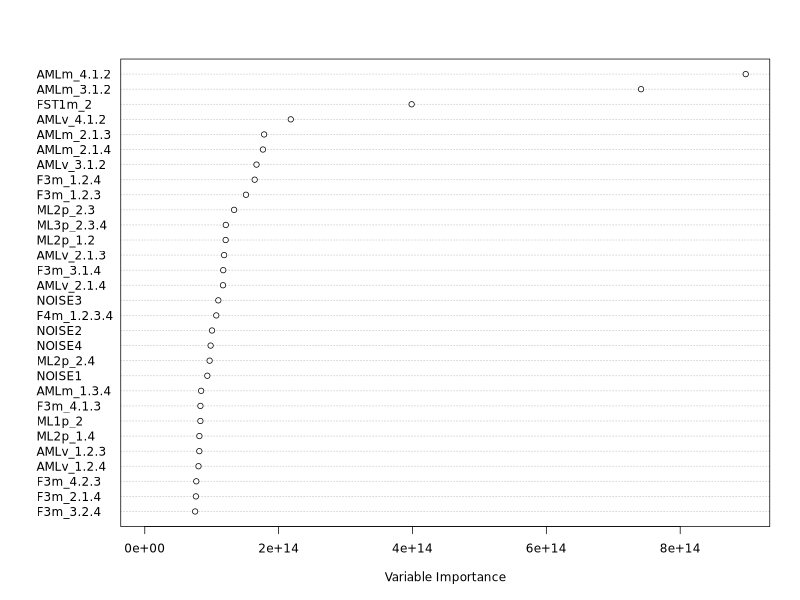 AMLm_4.1.2
AMLm_3.1.2
FST1m_2
AMLv_4.1.2
AMLm_2.1.3
AMLm_2.1.4
AMLv_3.1.2
F3m_1.2.4
F3m_1.2.3
ML2p_2.3
ML3p_2.3.4
ML2p_1.2
AMLv_2.1.3
F3m_3.1.4
AMLv_2.1.4
NOISE3
F4m_1.2.3.4
NOISE2
NOISE4
ML2p_2.4
NOISE1
AMLm_1.3.4
F3m_4.1.3
ML1p_2
ML2p_1.4
AMLv_1.2.3
AMLv_1.2.4
F3m_4.2.3
F3m_2.1.4
F3m_3.2.4
0e+00 2e+14 4e+14 6e+14 8e+14
Variable Importance